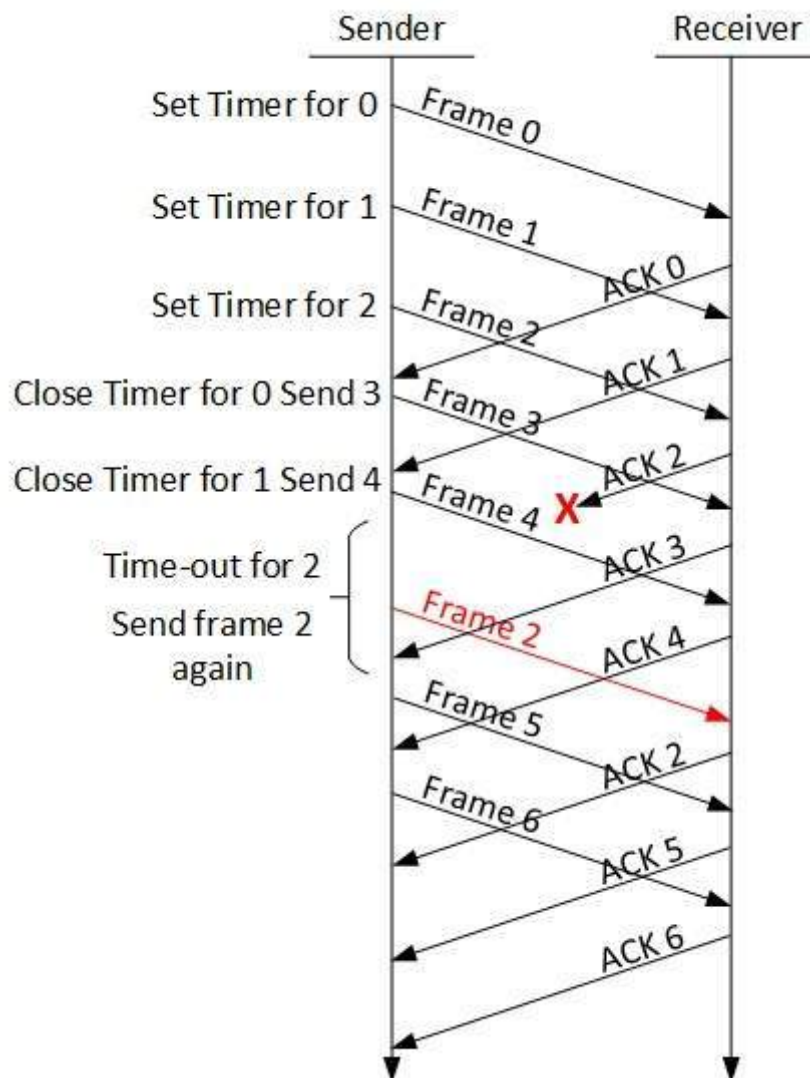 Sender
Receiver
Set Timer for 0
Frame 0
Set Timer for 1
Frame 1
ACK 0
Set Timer for 2
Frame 2
ACK 1
Close Timer for 0 Send 3
Frame 3
ACK 2
Close Timer for 1 Send 4
Frame 4
X
ACK 3
Time-out for 2
Send frame 2
again
Frame 2
ACK 4
Frame 5
ACK 2
Frame 6
ACK 5
ACK 6